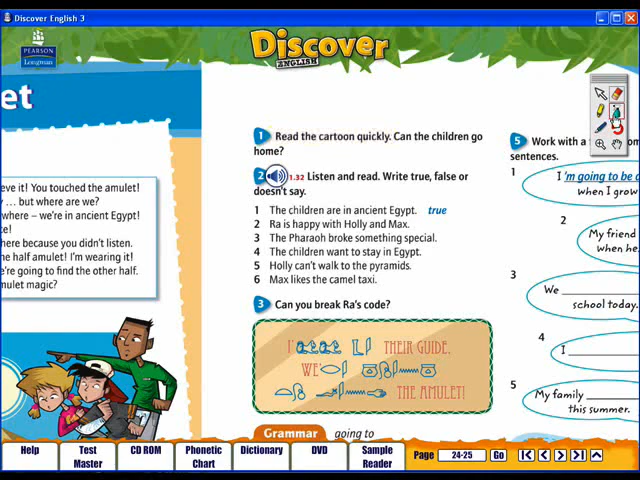 Discover English 3
PEARSON
Longman
Discover
ENGLISH
et
eve it! You touched the amulet!
... but where are we?
where – we're in ancient Egypt!
te!
here because you didn't listen.
he half amulet! I'm wearing it!
e're going to find the other half.
mulet magic?
1 Read the cartoon quickly. Can the children go
home?
2 1.32 Listen and read. Write true, false or
doesn't say.
1 The children are in ancient Egypt. true
2 Ra is happy with Holly and Max.
3 The Pharaoh broke something special.
4 The children want to stay in Egypt.
5 Holly can't walk to the pyramids.
6 Max likes the camel taxi.
3 Can you break Ra's code?
I' THEIR GUIDE,
WE'
THE AMULET!
Grammar going to
5 Work with a
sentences.
1 I 'm going to be
when I grow
2 My friend
when he
3 We
school today.
4 I
5 My family
this summer.
Help
Test
Master
CD ROM
Phonetic
Chart
Dictionary
DVD
Sample
Reader
Page 24-25 Go